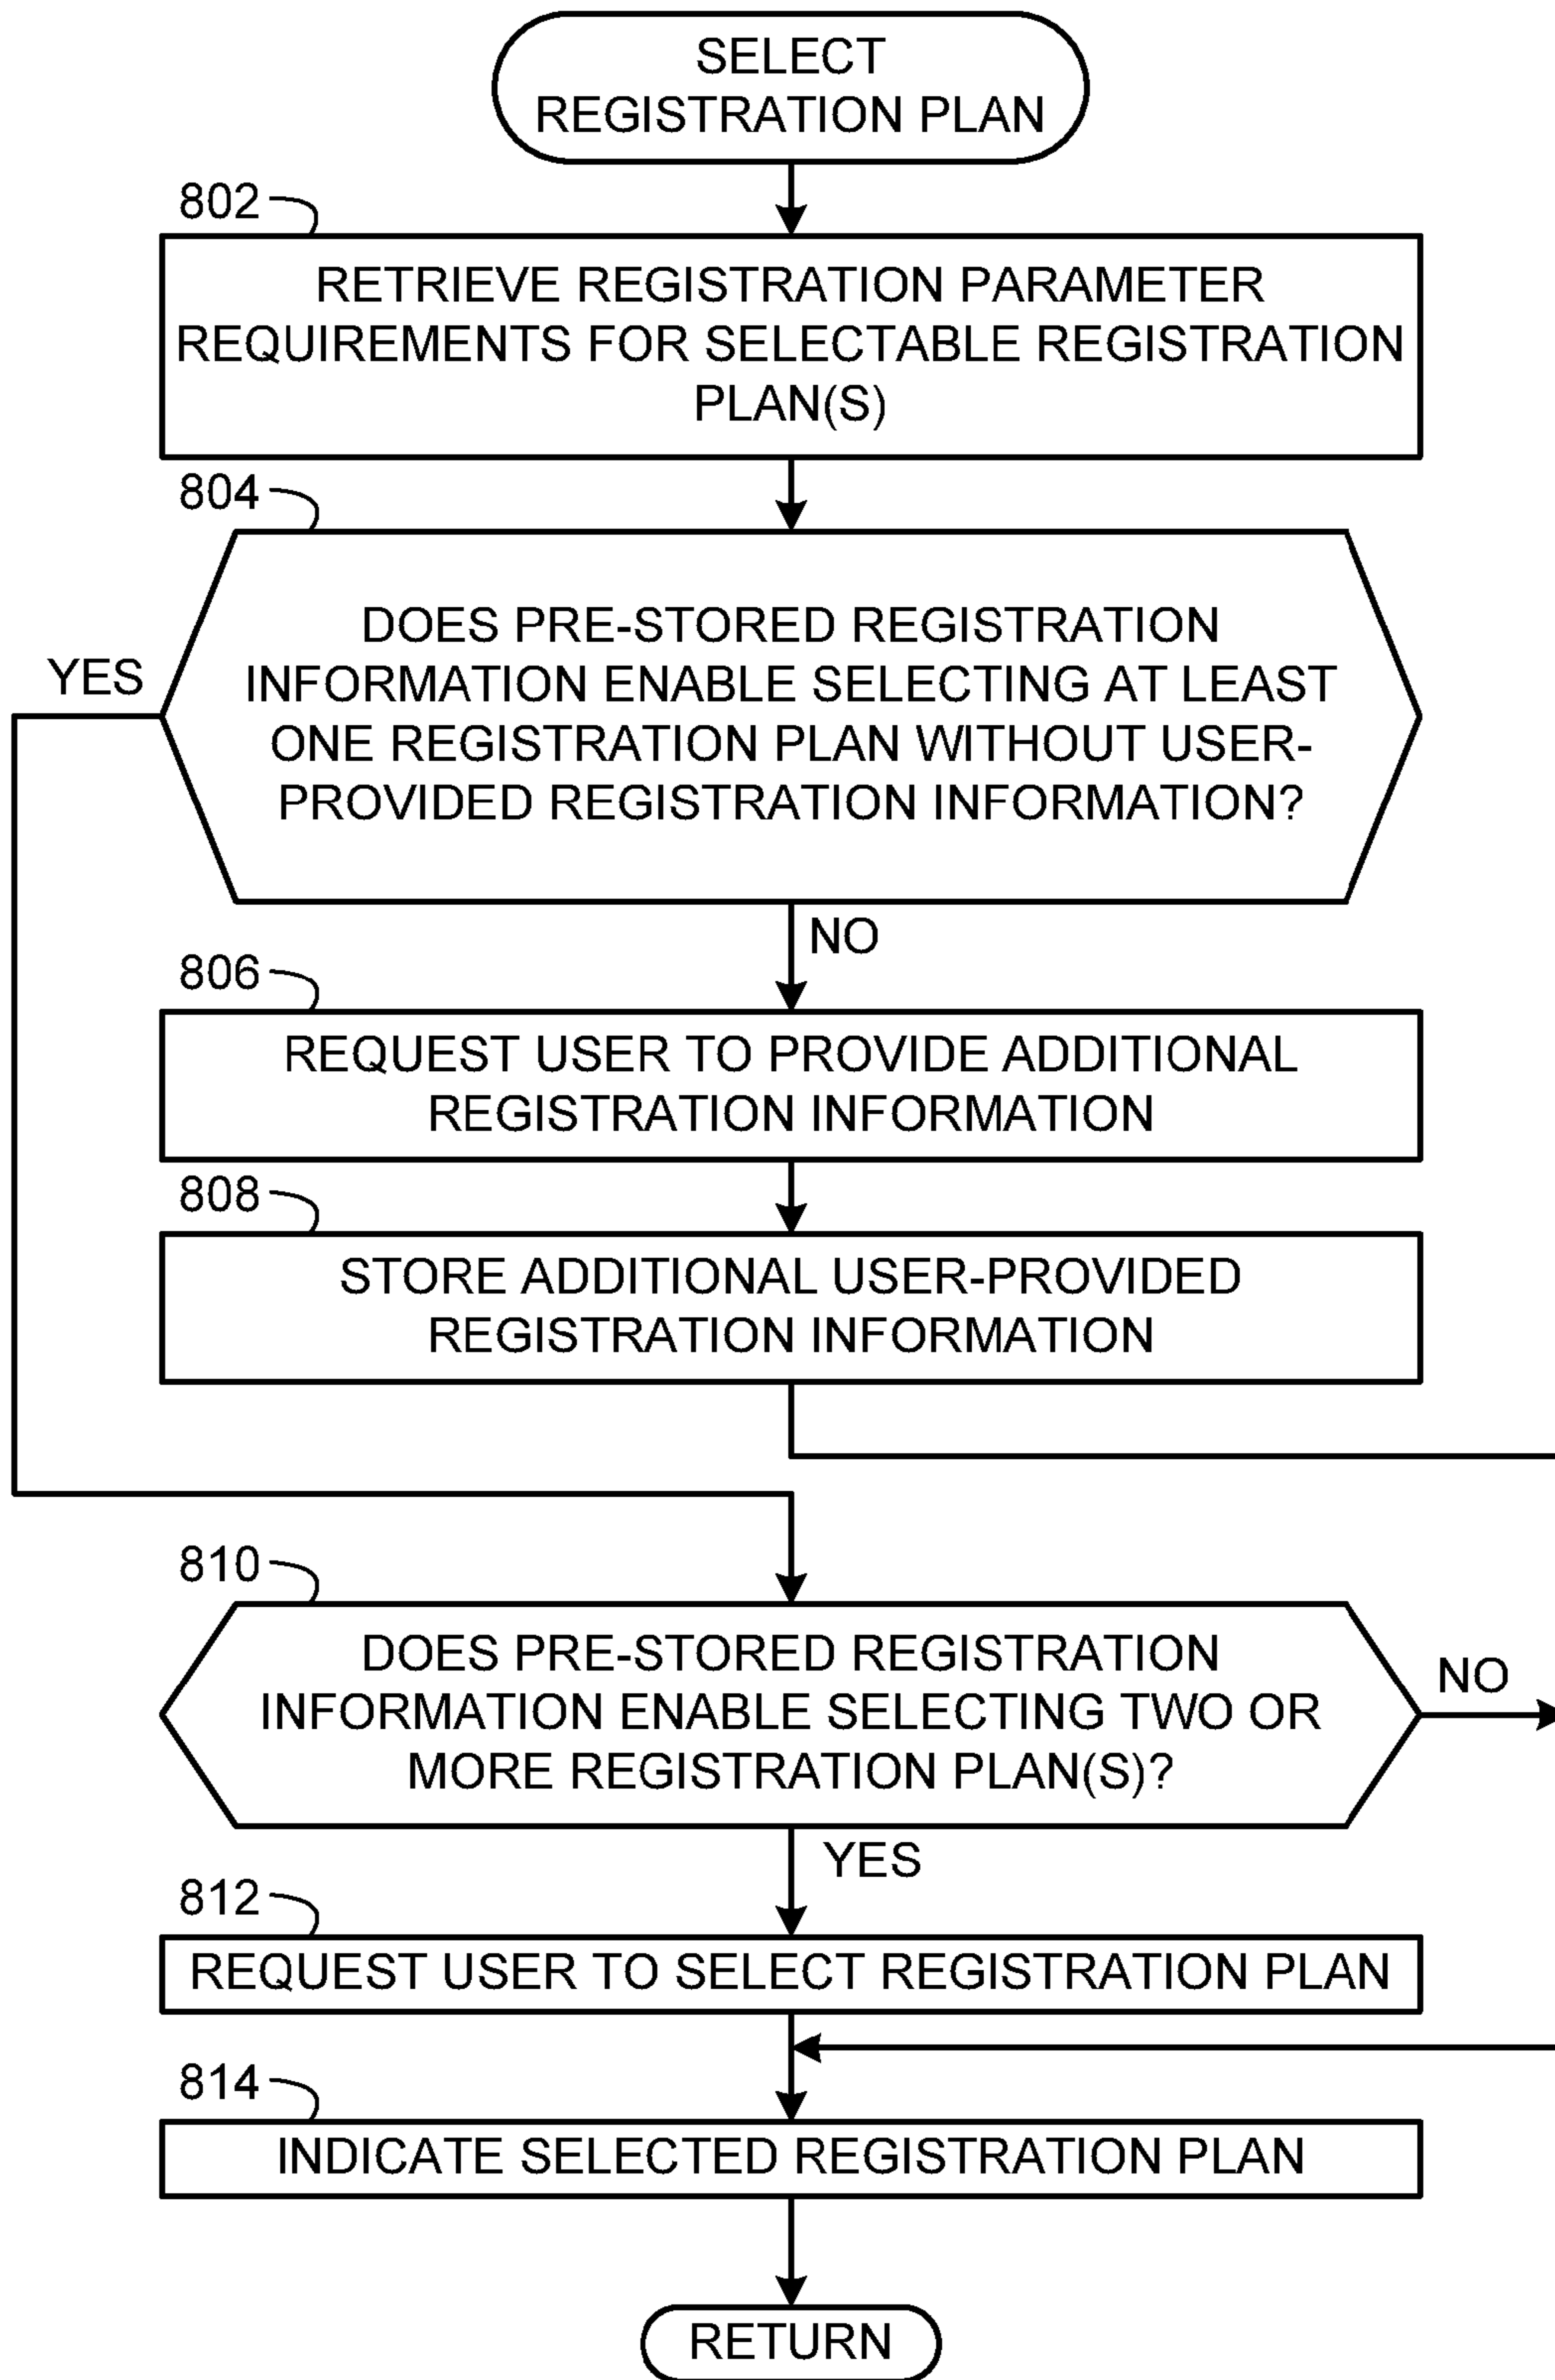 SELECT
REGISTRATION PLAN
802
RETRIEVE REGISTRATION PARAMETER
REQUIREMENTS FOR SELECTABLE REGISTRATION
PLAN(S)
804
DOES PRE-STORED REGISTRATION
INFORMATION ENABLE SELECTING AT LEAST
ONE REGISTRATION PLAN WITHOUT USER-
PROVIDED REGISTRATION INFORMATION?
YES
NO
806
REQUEST USER TO PROVIDE ADDITIONAL
REGISTRATION INFORMATION
808
STORE ADDITIONAL USER-PROVIDED
REGISTRATION INFORMATION
810
DOES PRE-STORED REGISTRATION
INFORMATION ENABLE SELECTING TWO OR
MORE REGISTRATION PLAN(S)?
NO
YES
812
REQUEST USER TO SELECT REGISTRATION PLAN
814
INDICATE SELECTED REGISTRATION PLAN
RETURN